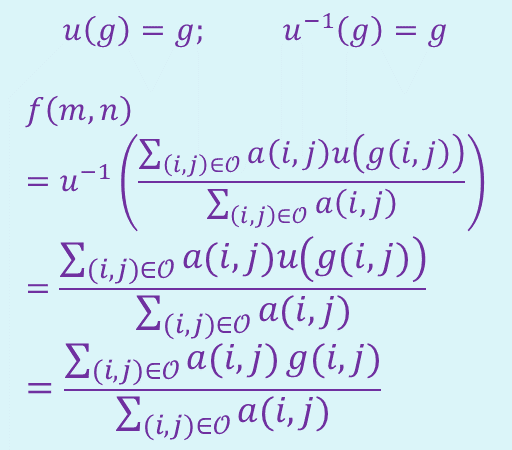 u(g) = g; u⁻¹(g) = g
f(m, n)
= u⁻¹ ( ∑_(i,j)∈𝒪 a(i, j)u(g(i, j)) / ∑_(i,j)∈𝒪 a(i, j) )
= ∑_(i,j)∈𝒪 a(i, j)u(g(i, j)) / ∑_(i,j)∈𝒪 a(i, j)
= ∑_(i,j)∈𝒪 a(i, j) g(i, j) / ∑_(i,j)∈𝒪 a(i, j)